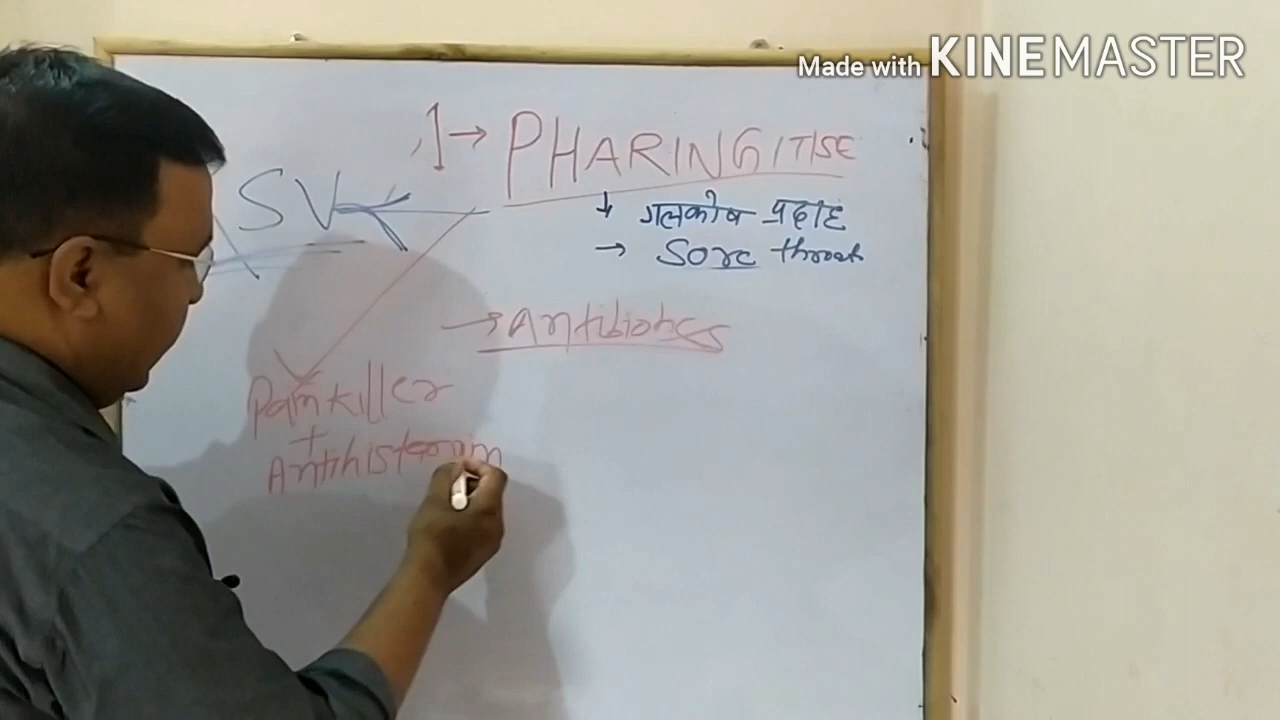 Made with KINEMASTER
1] → PHARINGITISE
SV
↓ गलकोष प्रदाह
→ Sore throat
→ Antibiotics
Painkiller
+
Antihistamin